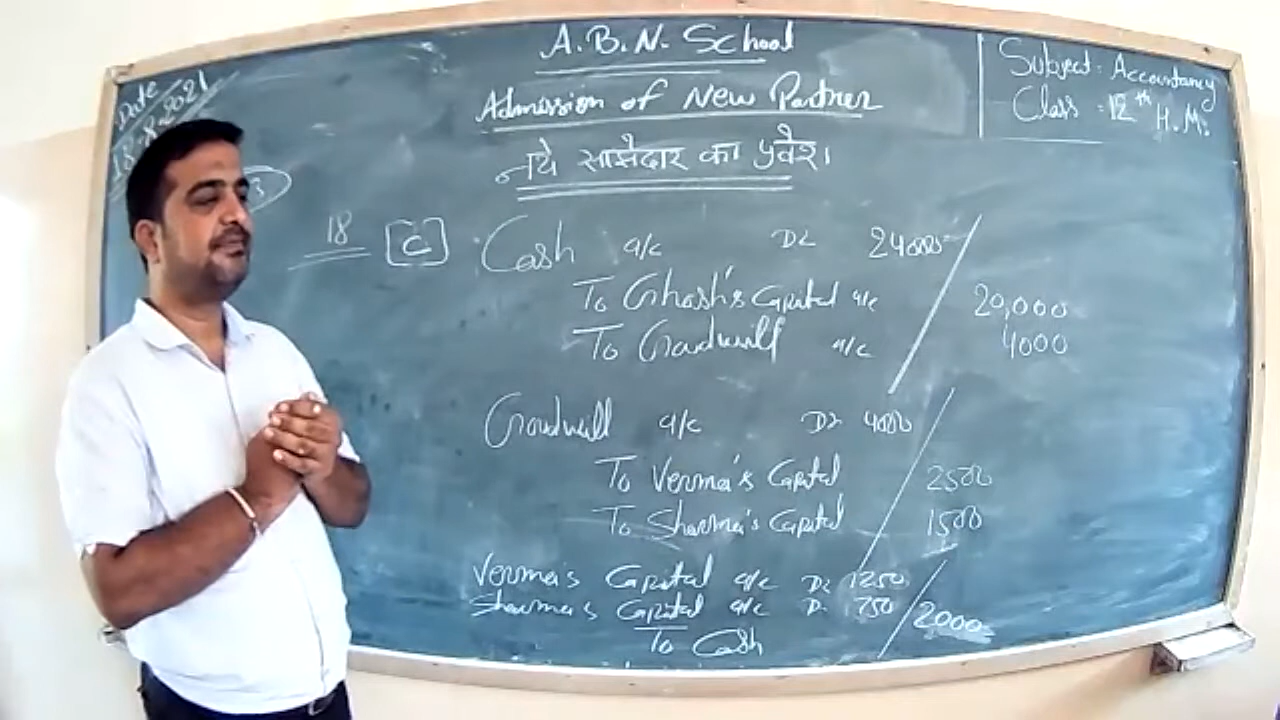 A.B.N. School
Admission of New Partner
नये साझेदार का प्रवेश।
Date
18.8.2021
Subject: Accountancy
Class :12th H.M.
3
18 [C] Cash a/c Dr 24000
To Ghosh's Capital a/c 20,000
To Goodwill a/c 4000
Goodwill a/c Dr 4000
To Verma's Capital 2500
To Sharma's Capital 1500
Verma's Capital a/c Dr 1250
Sharma's Capital a/c Dr 750
To Cash 2000